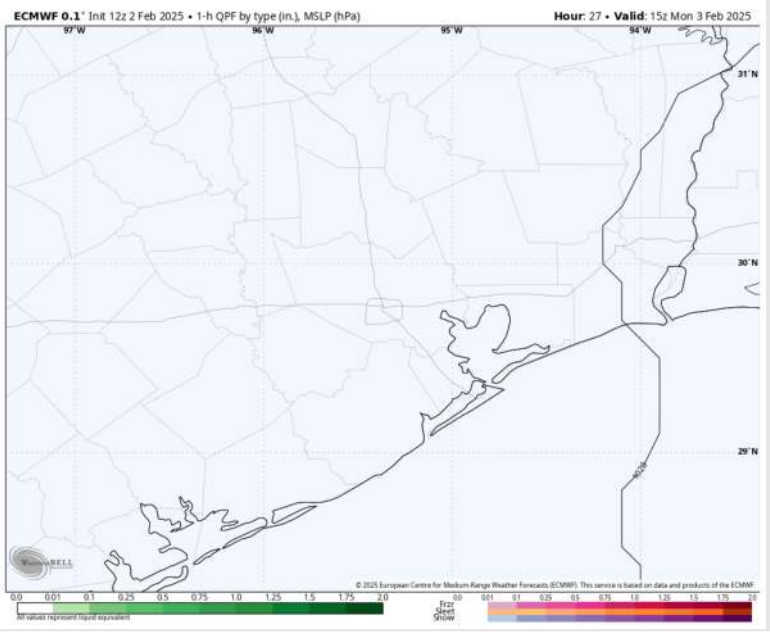 ECMWF 0.1° Init 12z 2 Feb 2025 • 1-h QPF by type (in.), MSLP (hPa) Hour: 27 • Valid: 15z Mon 3 Feb 2025
97°W 96°W 95°W 94°W
31°N
30°N
29°N
1020
WeatherBELL
© 2025 European Centre for Medium-Range Weather Forecasts (ECMWF). This service is based on data and products of the ECMWF
0.0 0.01 0.1 0.25 0.5 0.75 1.0 1.25 1.5 1.75 2.0 0.0 0.01 0.1 0.25 0.5 0.75 1.0 1.25 1.5 1.75 2.0
Frzr
Sleet
Snow
All values represent liquid equivalent